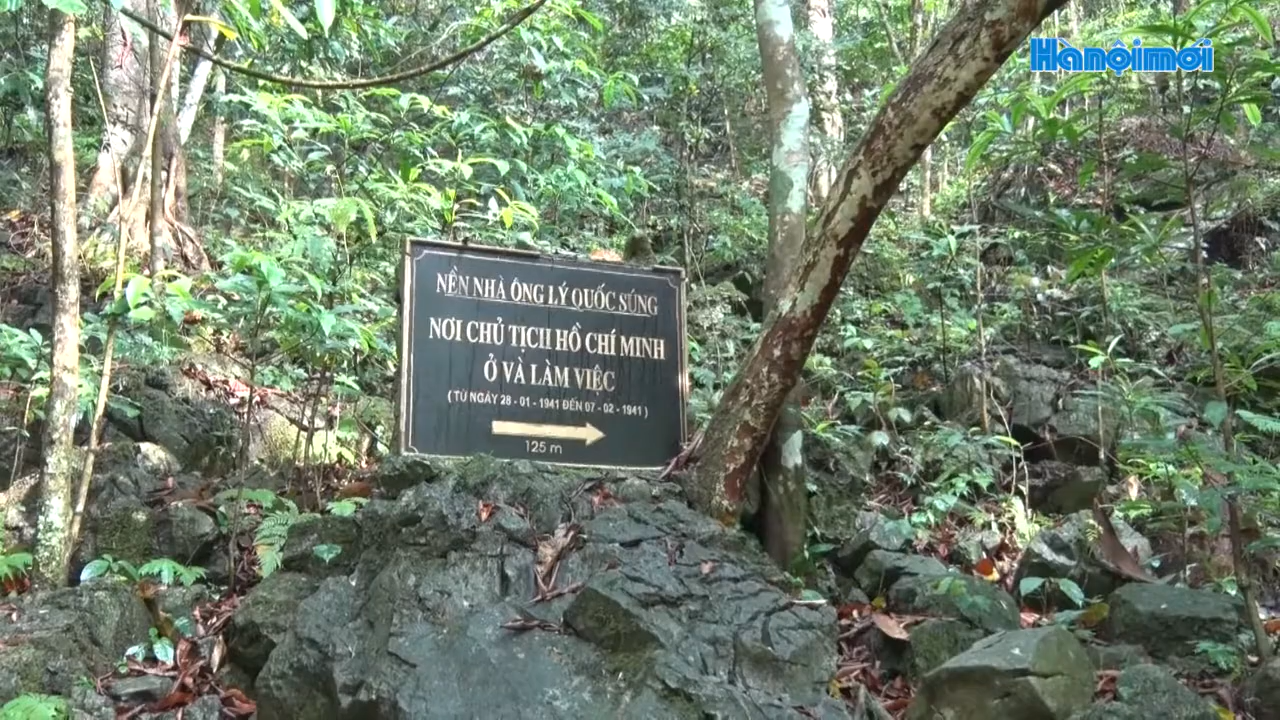 Hànộimới
NỀN NHÀ ÔNG LÝ QUỐC SÚNG
NƠI CHỦ TỊCH HỒ CHÍ MINH
Ở VÀ LÀM VIỆC
( TỪ NGÀY 28 - 01 - 1941 ĐẾN 07 - 02 - 1941 )
125 m